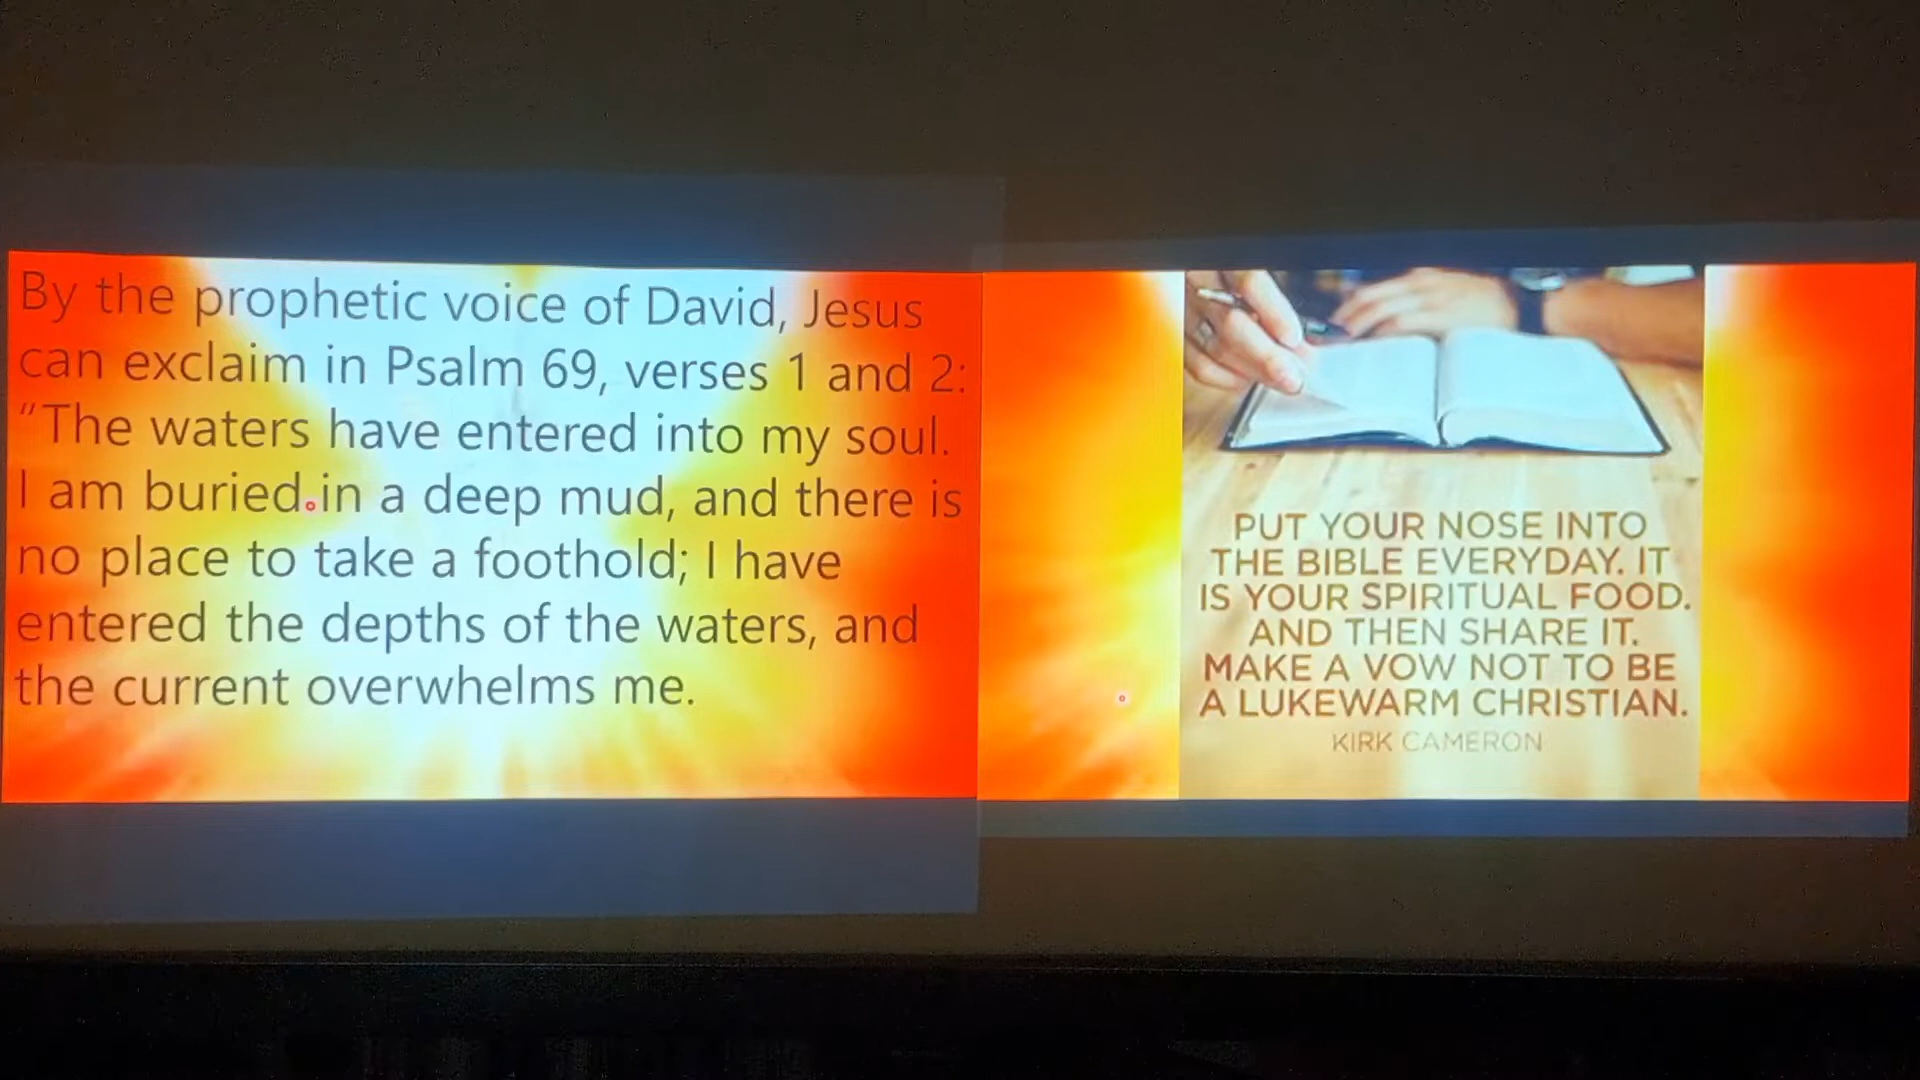 By the prophetic voice of David, Jesus
can exclaim in Psalm 69, verses 1 and 2:
“The waters have entered into my soul.
I am buried in a deep mud, and there is
no place to take a foothold; I have
entered the depths of the waters, and
the current overwhelms me.
PUT YOUR NOSE INTO
THE BIBLE EVERYDAY. IT
IS YOUR SPIRITUAL FOOD.
AND THEN SHARE IT.
MAKE A VOW NOT TO BE
A LUKEWARM CHRISTIAN.
KIRK CAMERON